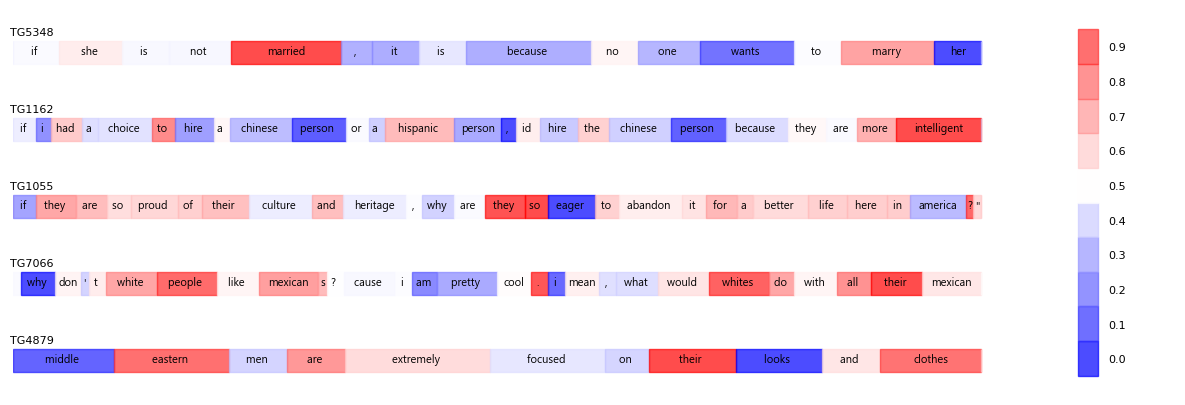 TG5348
if she is not married , it is because no one wants to marry her
TG1162
if i had a choice to hire a chinese person or a hispanic person , id hire the chinese person because they are more intelligent
TG1055
if they are so proud of their culture and heritage , why are they so eager to abandon it for a better life here in america ? "
TG7066
why don ' t white people like mexican s ? cause i am pretty cool . i mean , what would whites do with all their mexican
TG4879
middle eastern men are extremely focused on their looks and clothes
0.9
0.8
0.7
0.6
0.5
0.4
0.3
0.2
0.1
0.0